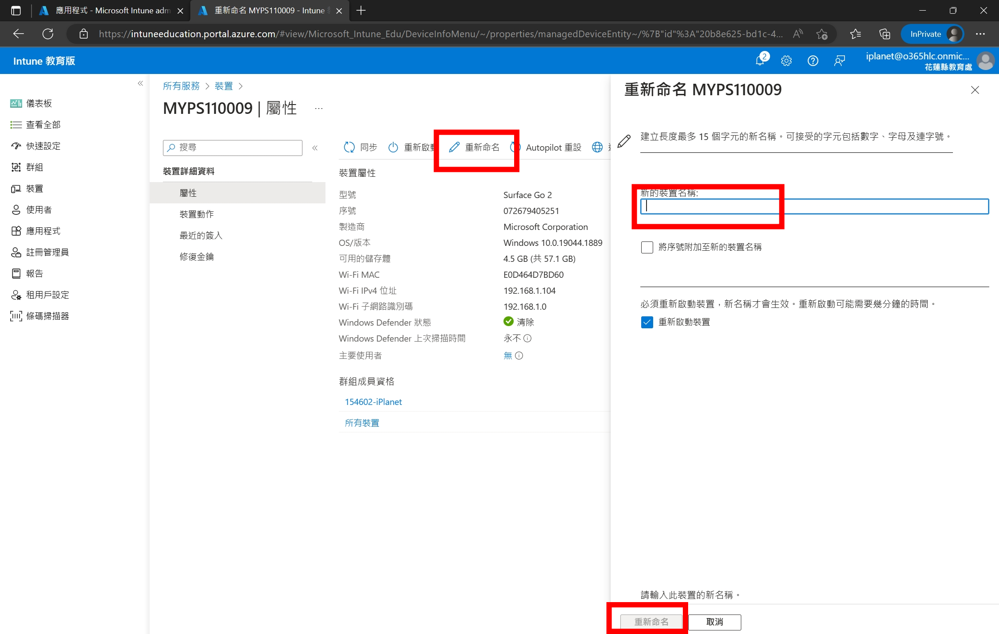 應用程式 - Microsoft Intune adm
重新命名 MYPS110009 - Intune
https://intuneeducation.portal.azure.com/#view/Microsoft_Intune_Edu/DeviceInfoMenu/~/properties/managedDeviceEntity~/%7B"id"%3A"20b8e625-bd1c-4...
InPrivate
Intune 教育版
2
iplanet@o365hlc.onmic...
花蓮縣教育處
儀表板
查看全部
快速設定
群組
裝置
使用者
應用程式
註冊管理員
報告
租用戶設定
條碼掃描器
所有服務 > 裝置 >
MYPS110009 | 屬性 ...
搜尋
裝置詳細資料
屬性
裝置動作
最近的簽入
修復金鑰
同步 重新啟動 重新命名 Autopilot 重設
裝置屬性
型號 Surface Go 2
序號 072679405251
製造商 Microsoft Corporation
OS/版本 Windows 10.0.19044.1889
可用的儲存體 4.5 GB (共 57.1 GB)
Wi-Fi MAC E0D464D7BD60
Wi-Fi IPv4 位址 192.168.1.104
Wi-Fi 子網路識別碼 192.168.1.0
Windows Defender 狀態 清除
Windows Defender 上次掃描時間 永不
主要使用者 無
群組成員資格
154602-iPlanet
所有裝置
重新命名 MYPS110009
建立長度最多 15 個字元的新名稱。可接受的字元包括數字、字母及連字號。
新的裝置名稱:
將序號附加至新的裝置名稱
必須重新啟動裝置，新名稱才會生效。重新啟動可能需要幾分鐘的時間。
重新啟動裝置
請輸入此裝置的新名稱。
重新命名 取消